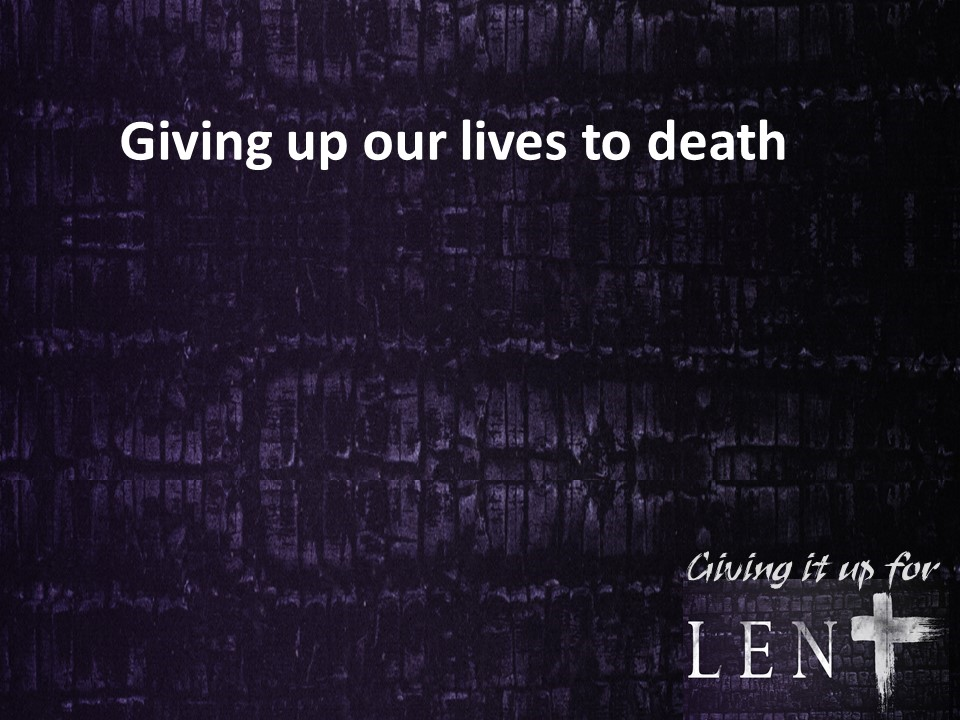 Giving up our lives to death
Giving it up for
LENT